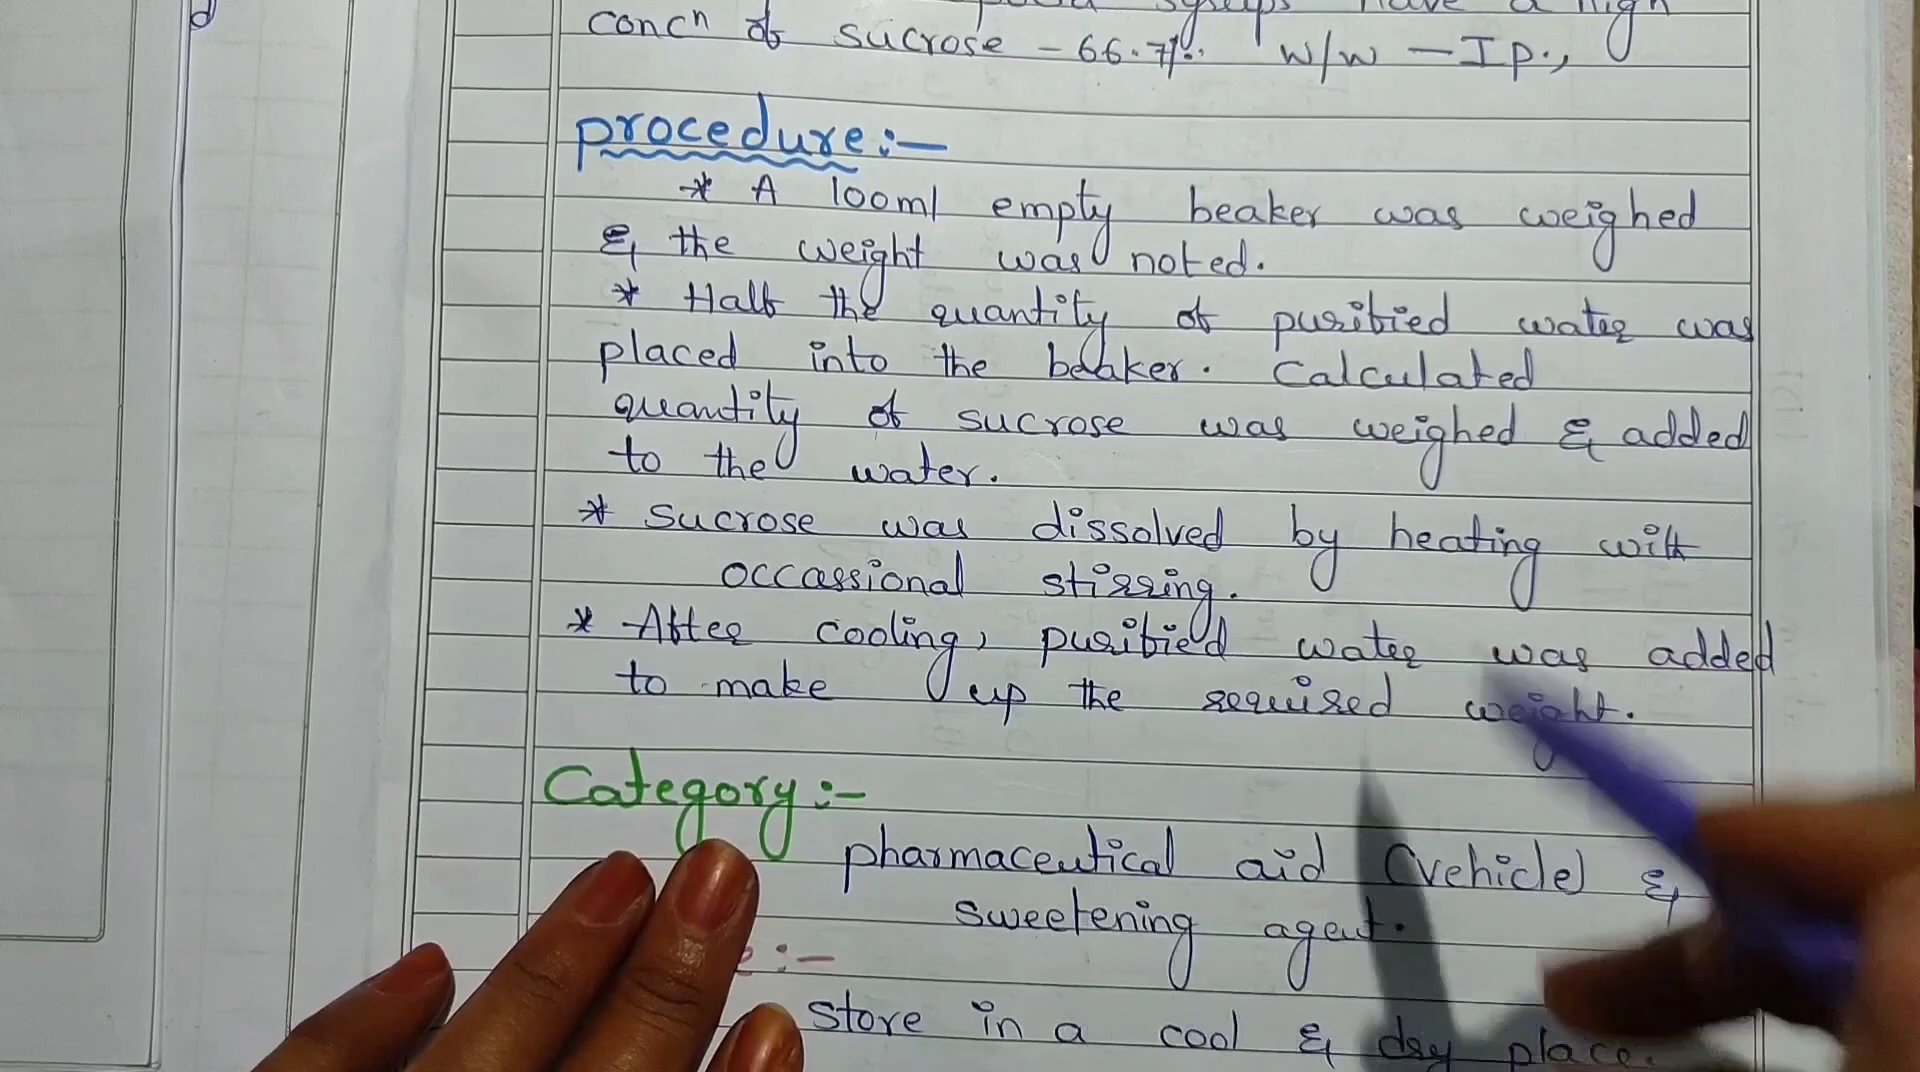 syrups have a high
concn of sucrose - 66.7%. W/W - Ip.,
procedure:-
* A 100ml empty beaker was weighed
& the weight was noted.
* Half the quantity of purified water was
placed into the beaker. Calculated
quantity of sucrose was weighed & added
to the water.
* Sucrose was dissolved by heating with
occassional stirring.
* After cooling, purified water was added
to make up the required weight.
Category:-
pharmaceutical aid (vehicle) &
sweetening agent.
:-
store in a cool & dry place.